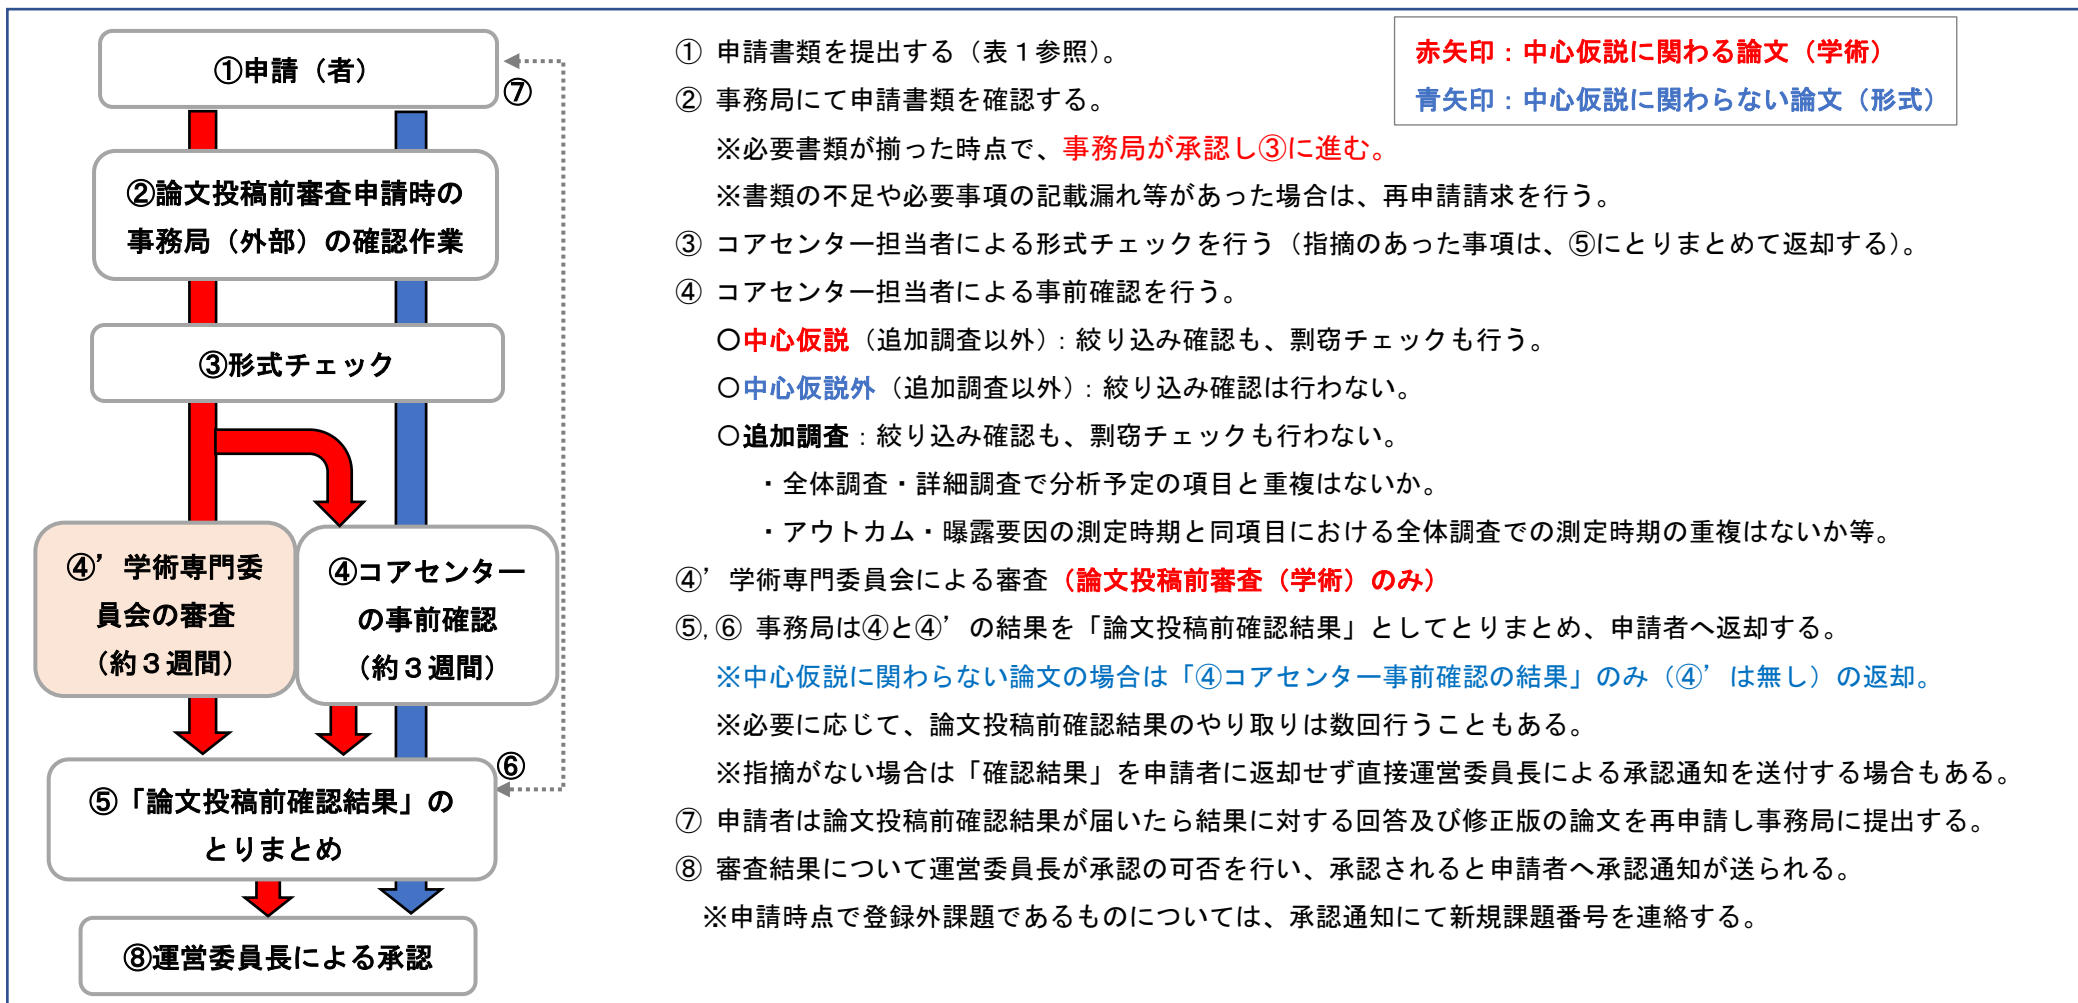 ①申請（者）
⑦
②論文投稿前審査申請時の
事務局（外部）の確認作業
③形式チェック
④’学術専門委
員会の審査
（約３週間）
④コアセンター
の事前確認
（約３週間）
⑥
⑤「論文投稿前確認結果」の
とりまとめ
⑧運営委員長による承認
赤矢印：中心仮説に関わる論文（学術）
青矢印：中心仮説に関わらない論文（形式）
① 申請書類を提出する（表１参照）。
② 事務局にて申請書類を確認する。
※必要書類が揃った時点で、事務局が承認し③に進む。
※書類の不足や必要事項の記載漏れ等があった場合は、再申請請求を行う。
③ コアセンター担当者による形式チェックを行う（指摘のあった事項は、⑤にとりまとめて返却する）。
④ コアセンター担当者による事前確認を行う。
〇中心仮説（追加調査以外）：絞り込み確認も、剽窃チェックも行う。
〇中心仮説外（追加調査以外）：絞り込み確認は行わない。
〇追加調査：絞り込み確認も、剽窃チェックも行わない。
・全体調査・詳細調査で分析予定の項目と重複はないか。
・アウトカム・曝露要因の測定時期と同項目における全体調査での測定時期の重複はないか等。
④’学術専門委員会による審査（論文投稿前審査（学術）のみ）
⑤,⑥ 事務局は④と④’の結果を「論文投稿前確認結果」としてとりまとめ、申請者へ返却する。
※中心仮説に関わらない論文の場合は「④コアセンター事前確認の結果」のみ（④’は無し）の返却。
※必要に応じて、論文投稿前確認結果のやり取りは数回行うこともある。
※指摘がない場合は「確認結果」を申請者に返却せず直接運営委員長による承認通知を送付する場合もある。
⑦ 申請者は論文投稿前確認結果が届いたら結果に対する回答及び修正版の論文を再申請し事務局に提出する。
⑧ 審査結果について運営委員長が承認の可否を行い、承認されると申請者へ承認通知が送られる。
※申請時点で登録外課題であるものについては、承認通知にて新規課題番号を連絡する。